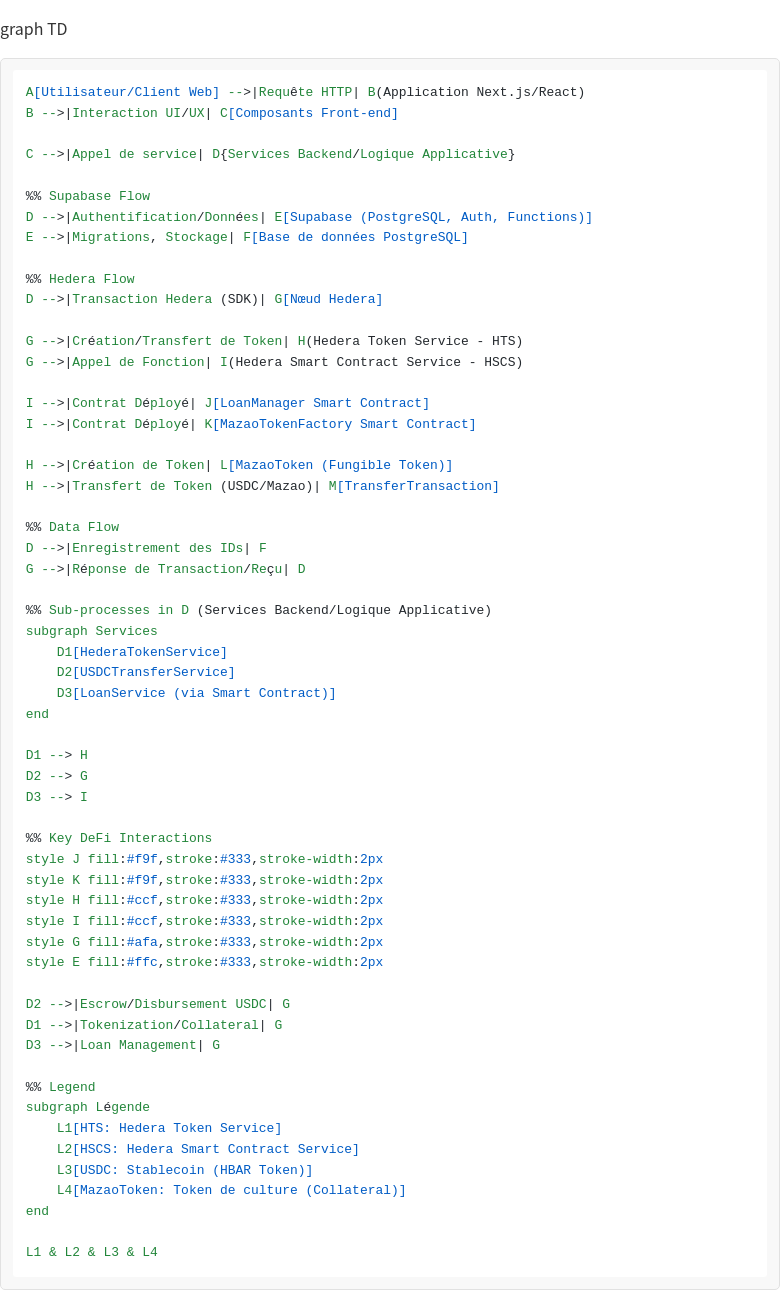 graph TD
A[Utilisateur/Client Web] -->|Requête HTTP| B(Application Next.js/React)
B -->|Interaction UI/UX| C[Composants Front-end]
C -->|Appel de service| D{Services Backend/Logique Applicative}
%% Supabase Flow
D -->|Authentification/Données| E[Supabase (PostgreSQL, Auth, Functions)]
E -->|Migrations, Stockage| F[Base de données PostgreSQL]
%% Hedera Flow
D -->|Transaction Hedera (SDK)| G[Nœud Hedera]
G -->|Création/Transfert de Token| H(Hedera Token Service - HTS)
G -->|Appel de Fonction| I(Hedera Smart Contract Service - HSCS)
I -->|Contrat Déployé| J[LoanManager Smart Contract]
I -->|Contrat Déployé| K[MazaoTokenFactory Smart Contract]
H -->|Création de Token| L[MazaoToken (Fungible Token)]
H -->|Transfert de Token (USDC/Mazao)| M[TransferTransaction]
%% Data Flow
D -->|Enregistrement des IDs| F
G -->|Réponse de Transaction/Reçu| D
%% Sub-processes in D (Services Backend/Logique Applicative)
subgraph Services
    D1[HederaTokenService]
    D2[USDCTransferService]
    D3[LoanService (via Smart Contract)]
end
D1 --> H
D2 --> G
D3 --> I
%% Key DeFi Interactions
style J fill:#f9f,stroke:#333,stroke-width:2px
style K fill:#f9f,stroke:#333,stroke-width:2px
style H fill:#ccf,stroke:#333,stroke-width:2px
style I fill:#ccf,stroke:#333,stroke-width:2px
style G fill:#afa,stroke:#333,stroke-width:2px
style E fill:#ffc,stroke:#333,stroke-width:2px
D2 -->|Escrow/Disbursement USDC| G
D1 -->|Tokenization/Collateral| G
D3 -->|Loan Management| G
%% Legend
subgraph Légende
    L1[HTS: Hedera Token Service]
    L2[HSCS: Hedera Smart Contract Service]
    L3[USDC: Stablecoin (HBAR Token)]
    L4[MazaoToken: Token de culture (Collateral)]
end
L1 & L2 & L3 & L4